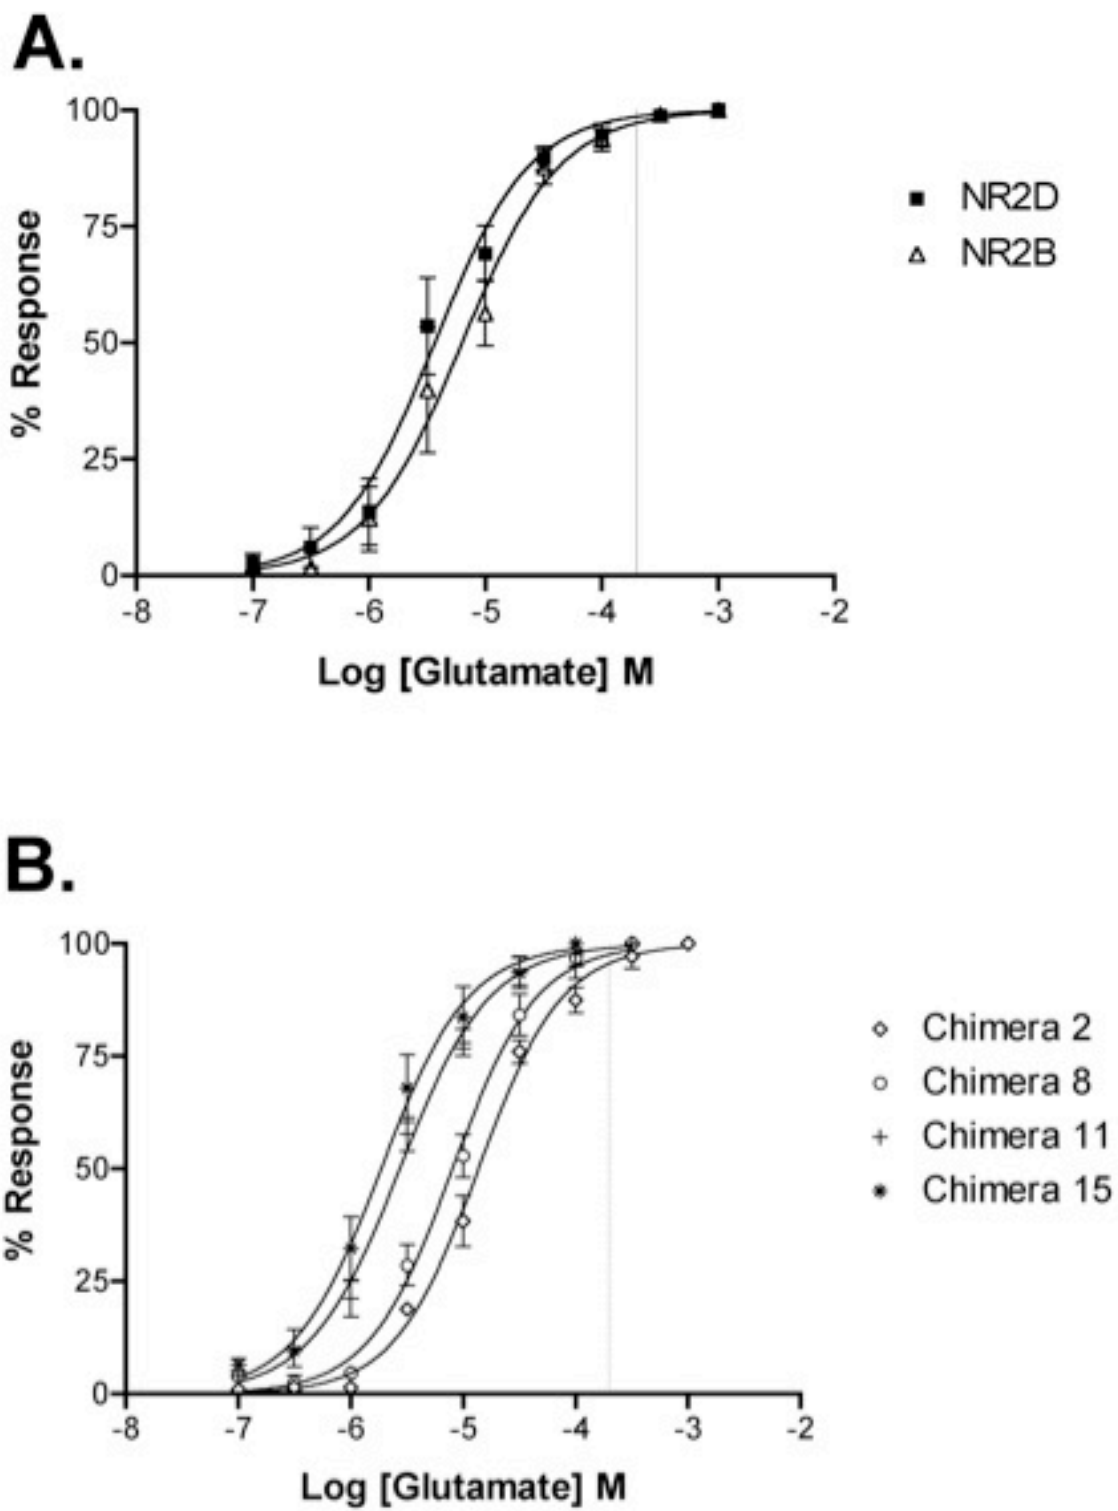 A.
100
75
50
25
0
% Response
-8 -7 -6 -5 -4 -3 -2
Log [Glutamate] M
NR2D
NR2B
B.
100
75
50
25
0
% Response
-8 -7 -6 -5 -4 -3 -2
Log [Glutamate] M
Chimera 2
Chimera 8
Chimera 11
Chimera 15